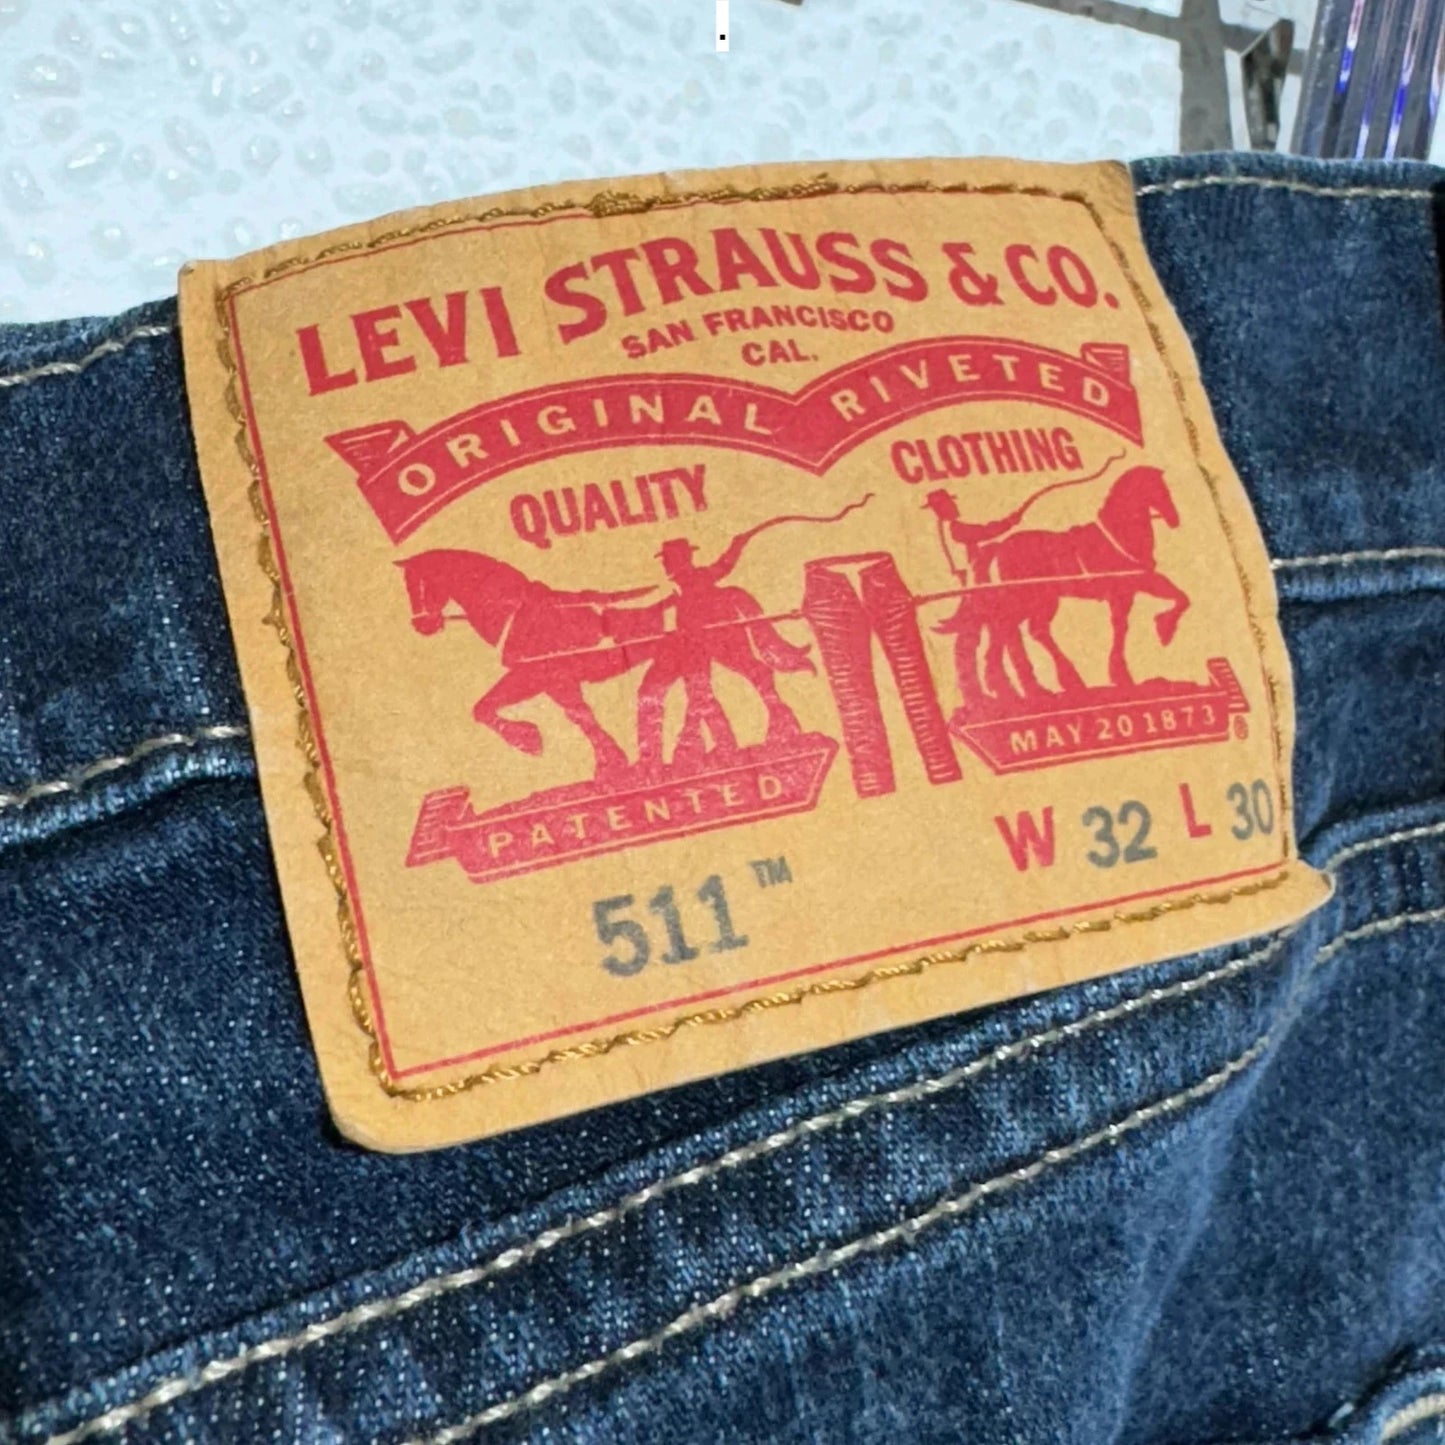 .
LEVI STRAUSS & CO.
SAN FRANCISCO
CAL.
ORIGINAL RIVETED
QUALITY CLOTHING
PATENTED MAY 20 1873 ®
W 32 L 30
511™